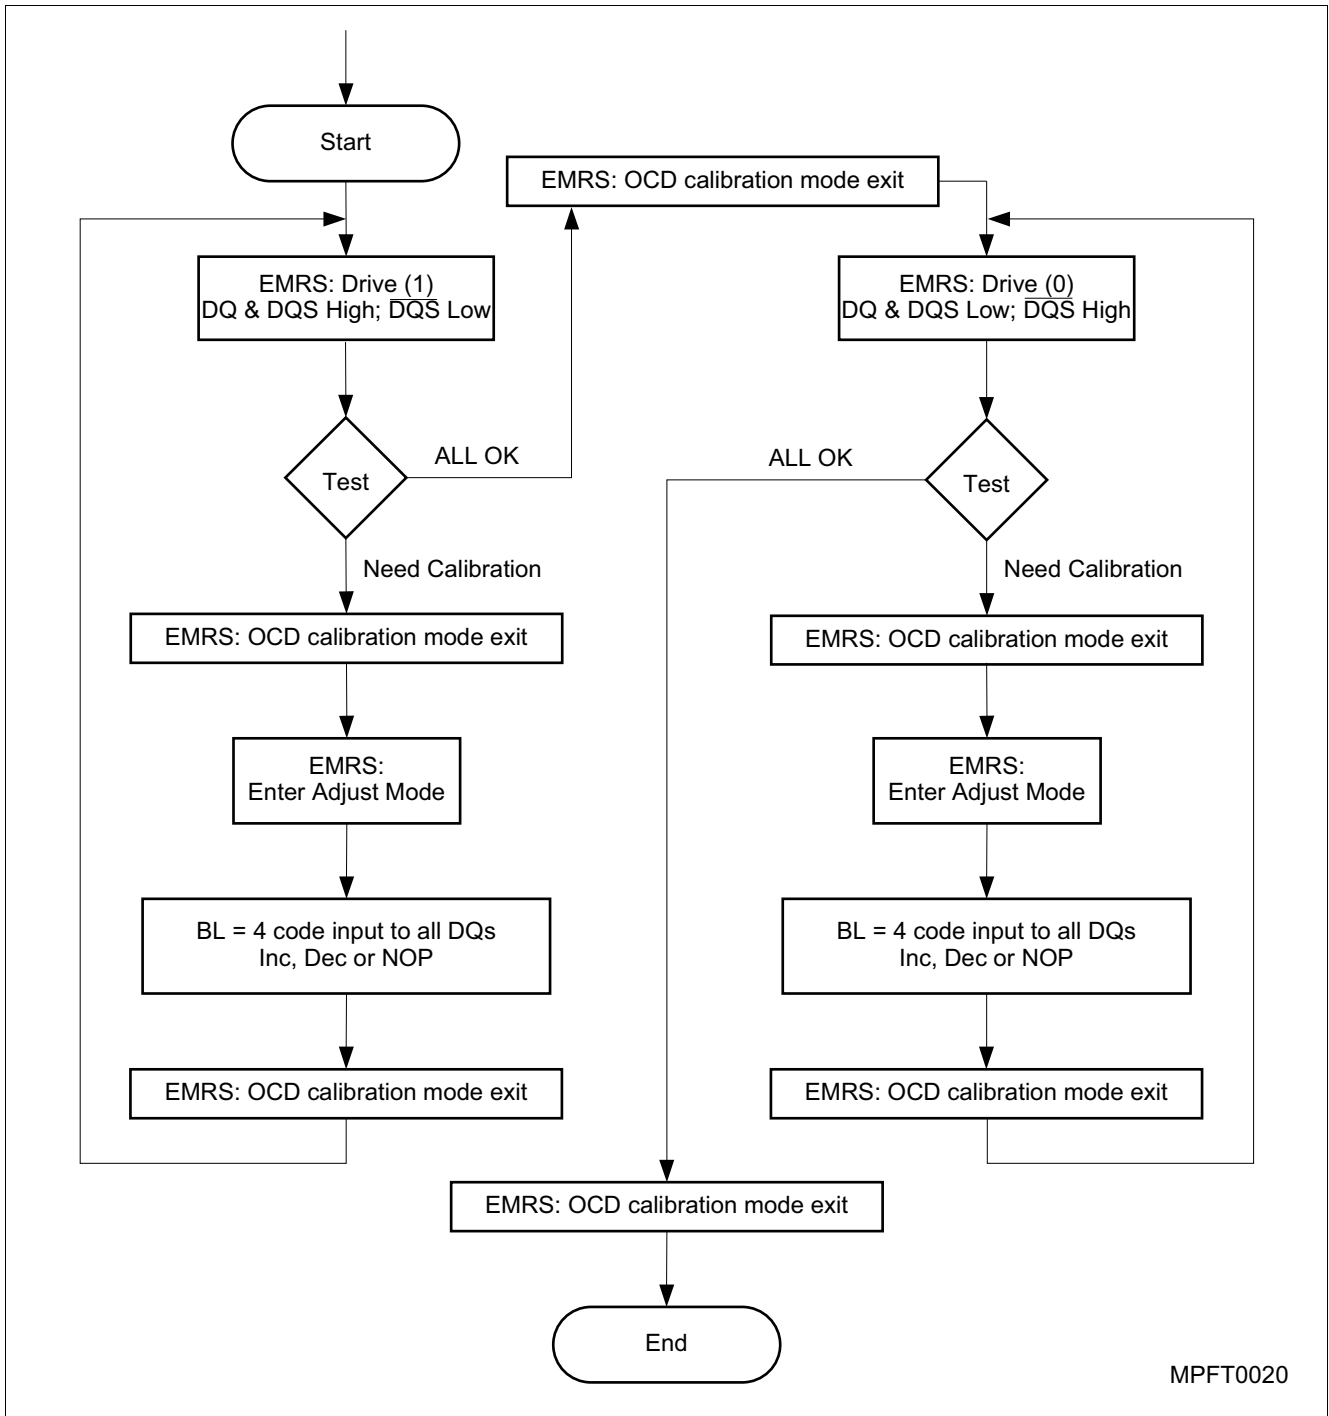 Start
EMRS: OCD calibration mode exit
EMRS: Drive (1)
DQ & DQS High; D̅Q̅S̅ Low
Test
ALL OK
Need Calibration
EMRS: OCD calibration mode exit
EMRS:
Enter Adjust Mode
BL = 4 code input to all DQs
Inc, Dec or NOP
EMRS: OCD calibration mode exit
EMRS: Drive (0)
DQ & DQS Low; D̅Q̅S̅ High
Test
ALL OK
Need Calibration
EMRS: OCD calibration mode exit
EMRS:
Enter Adjust Mode
BL = 4 code input to all DQs
Inc, Dec or NOP
EMRS: OCD calibration mode exit
EMRS: OCD calibration mode exit
End
MPFT0020